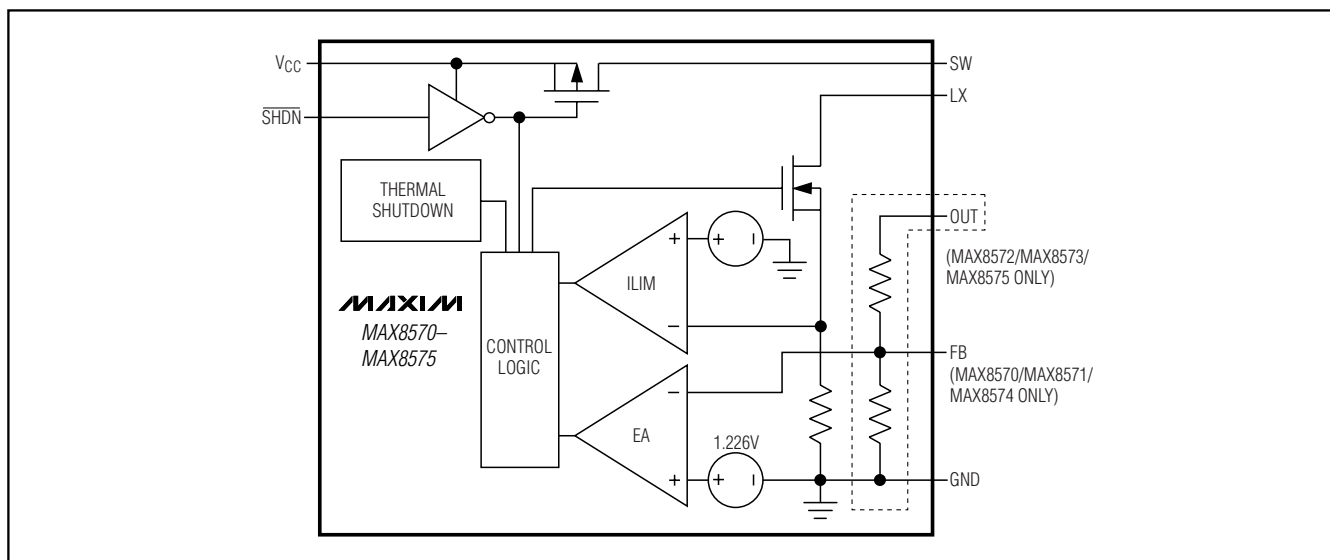 VCC
SW
LX
SHDN
THERMAL
SHUTDOWN
OUT
(MAX8572/MAX8573/
MAX8575 ONLY)
+
+
–
ILIM
–
MAXIM
MAX8570–
MAX8575
CONTROL
LOGIC
FB
(MAX8570/MAX8571/
MAX8574 ONLY)
–
EA
1.226V
+
+
–
GND